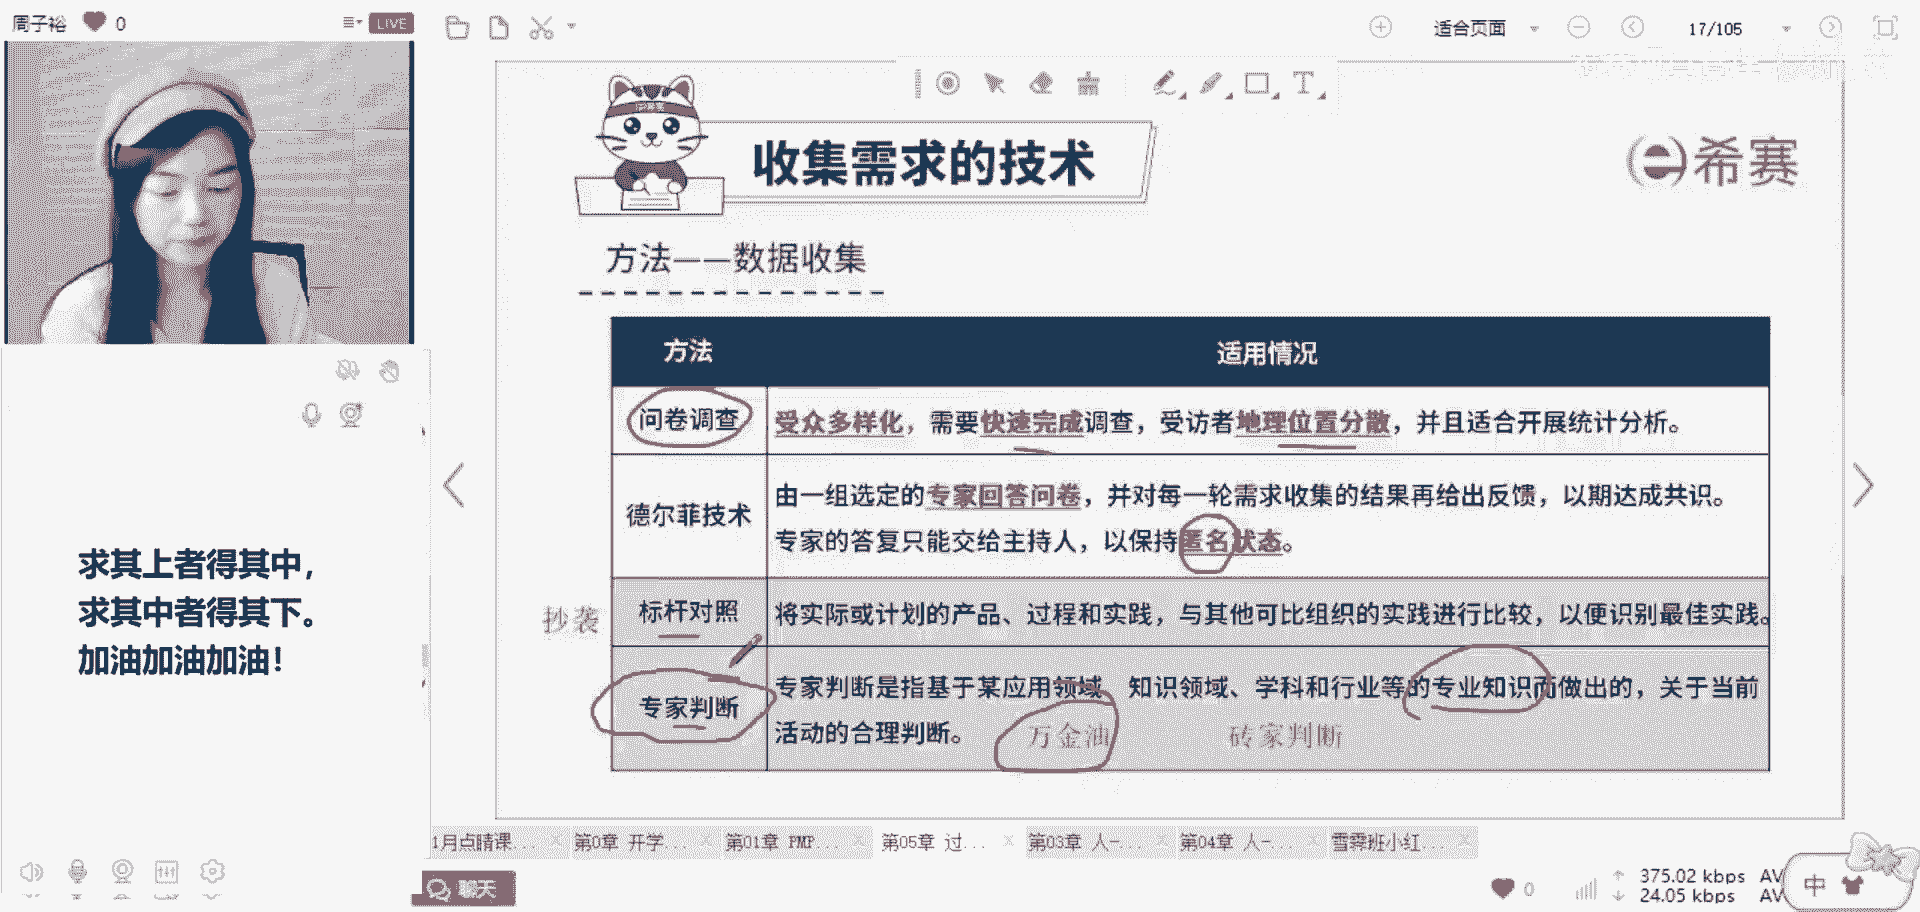 周子裕 0
LIVE
适合页面
17/105
收集需求的技术
希赛
方法——数据收集
方法 适用情况
问卷调查 受众多样化，需要快速完成调查，受访者地理位置分散，并且适合开展统计分析。
德尔菲技术 由一组选定的专家回答问卷，并对每一轮需求收集的结果再给出反馈，以期达成共识。
专家的答复只能交给主持人，以保持匿名状态。
抄袭
标杆对照 将实际或计划的产品、过程和实践，与其他可比组织的实践进行比较，以便识别最佳实践。
专家判断 专家判断是指基于某应用领域、知识领域、学科和行业等的专业知识而做出的，关于当前
活动的合理判断。
万金油 砖家判断
求其上者得其中，
求其中者得其下。
加油加油加油！
1月点睛课... 第0章 开学... 第01章 PMP... 第05章 过... 第03章 人-... 第04章 人-... 雪霁班小红...
聊天
0
375.02 kbps AV
24.05 kbps AV
中